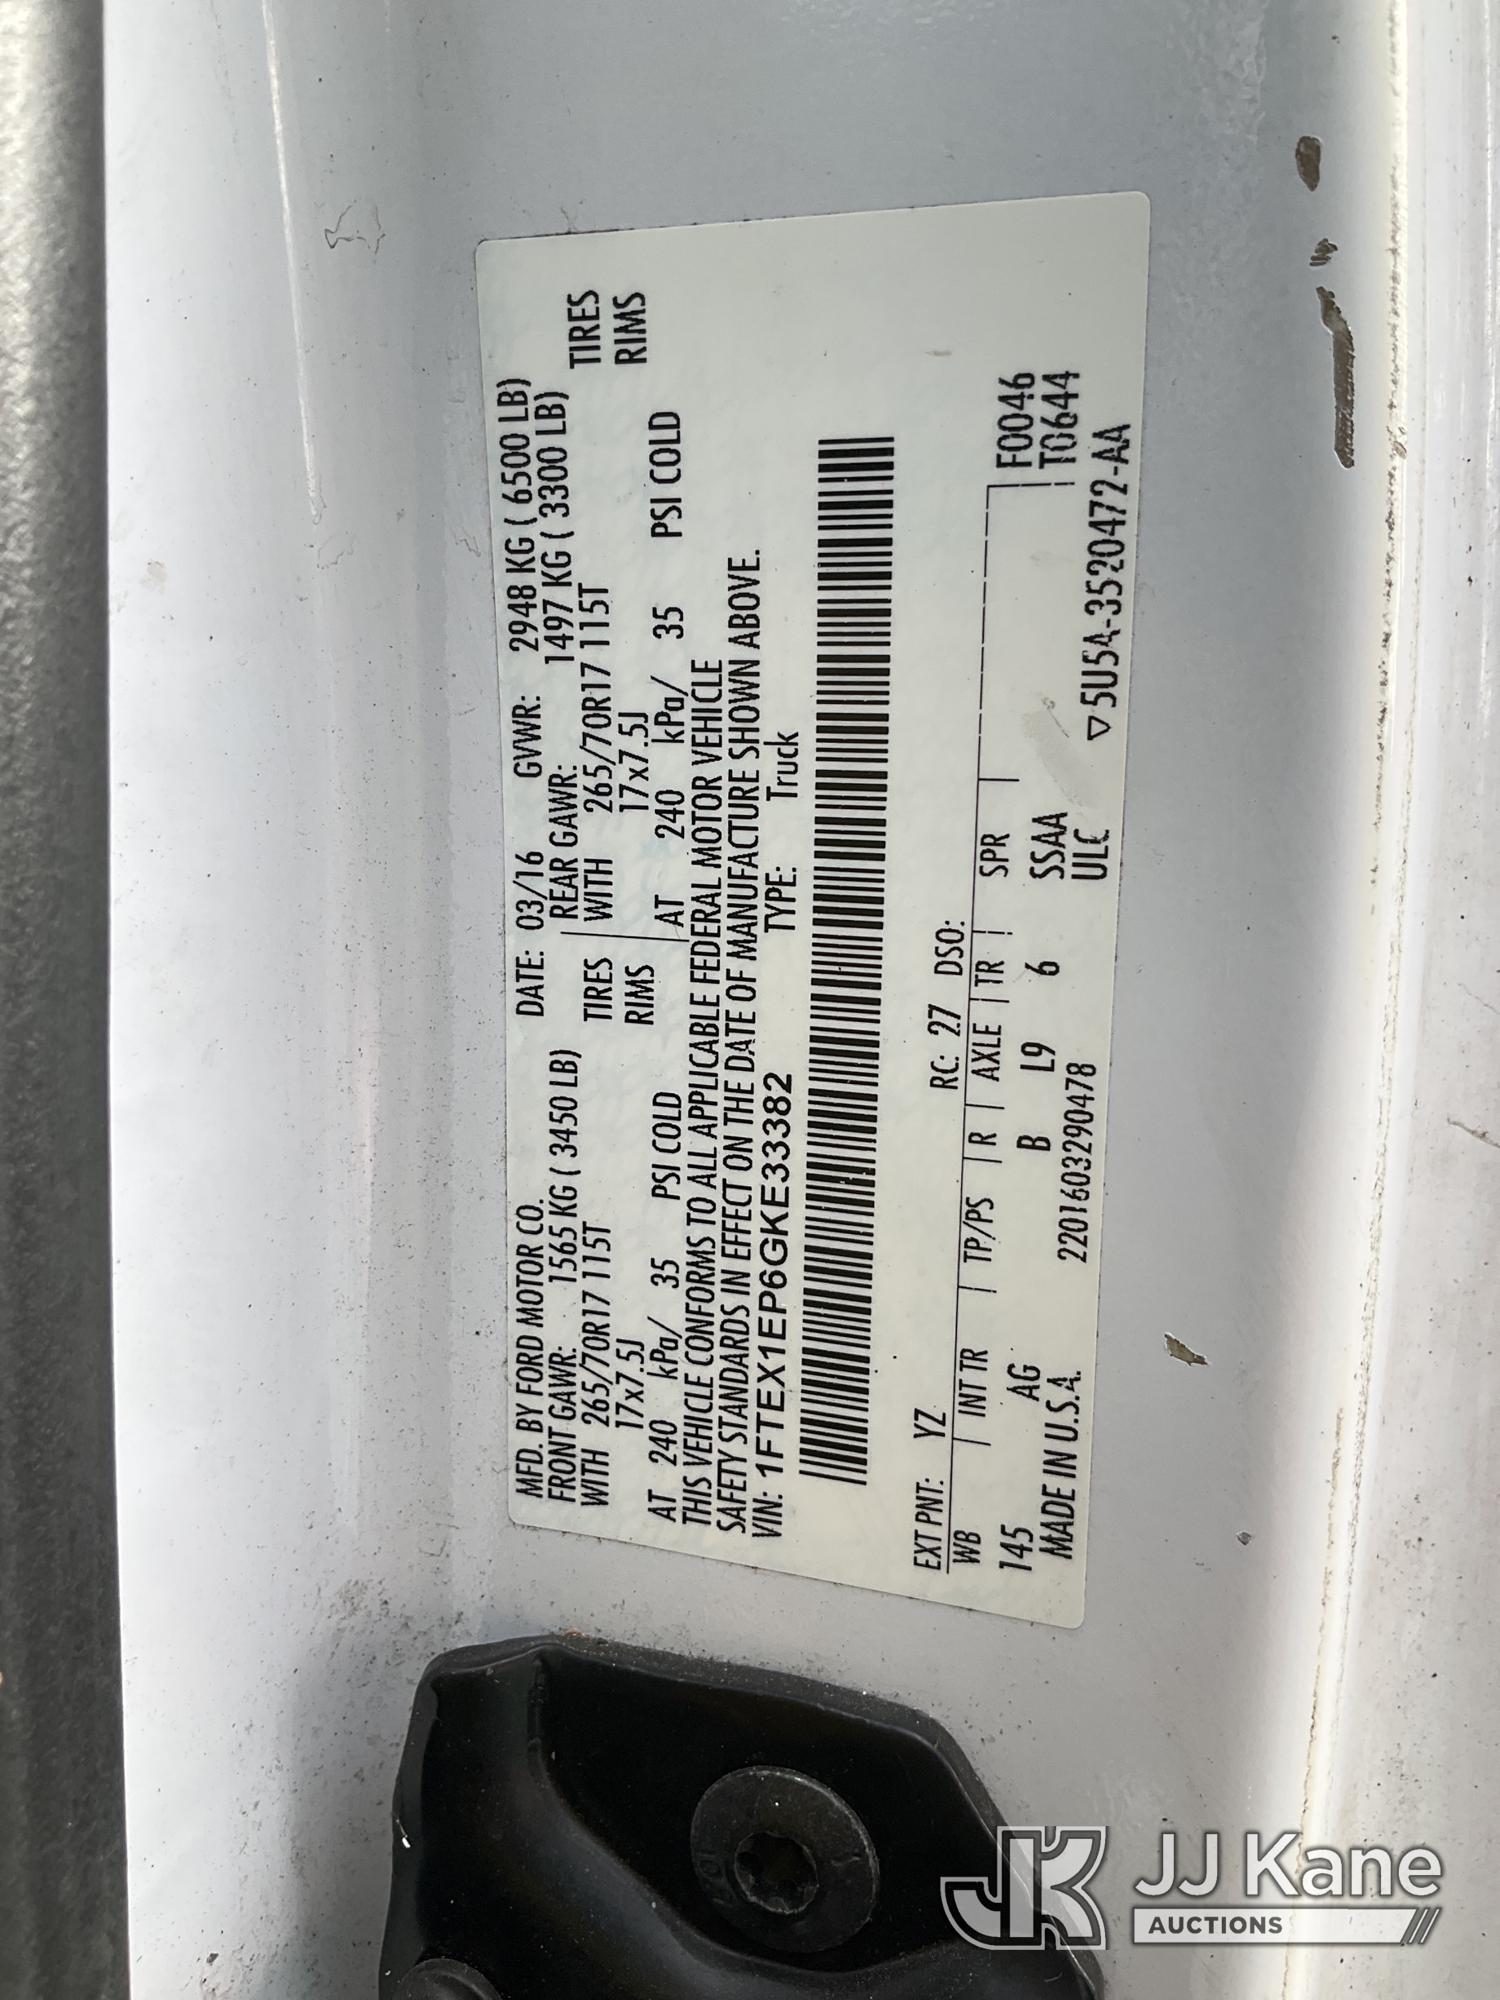 MFD. BY FORD MOTOR CO.
DATE: 03/16 GVWR: 2948 KG ( 6500 LB)
FRONT GAWR: 1565 KG ( 3450 LB) REAR GAWR: 1497 KG ( 3300 LB)
WITH 265/70R17 115T TIRES WITH 265/70R17 115T TIRES
17x7.5J RIMS 17x7.5J RIMS
AT 240 kPa/ 35 PSI COLD AT 240 kPa/ 35 PSI COLD
THIS VEHICLE CONFORMS TO ALL APPLICABLE FEDERAL MOTOR VEHICLE
SAFETY STANDARDS IN EFFECT ON THE DATE OF MANUFACTURE SHOWN ABOVE.
VIN: 1FTEX1EP6GKE33382 TYPE: Truck
EXT PNT: YZ RC: 27 DSO:
WB INT TR TP/PS R AXLE TR SPR F0046
145 AG B L9 6 SSAA T0644
MADE IN U.S.A. 2201603290478 ULC
▽5U5A-3520472-AA
JK JJ Kane
AUCTIONS